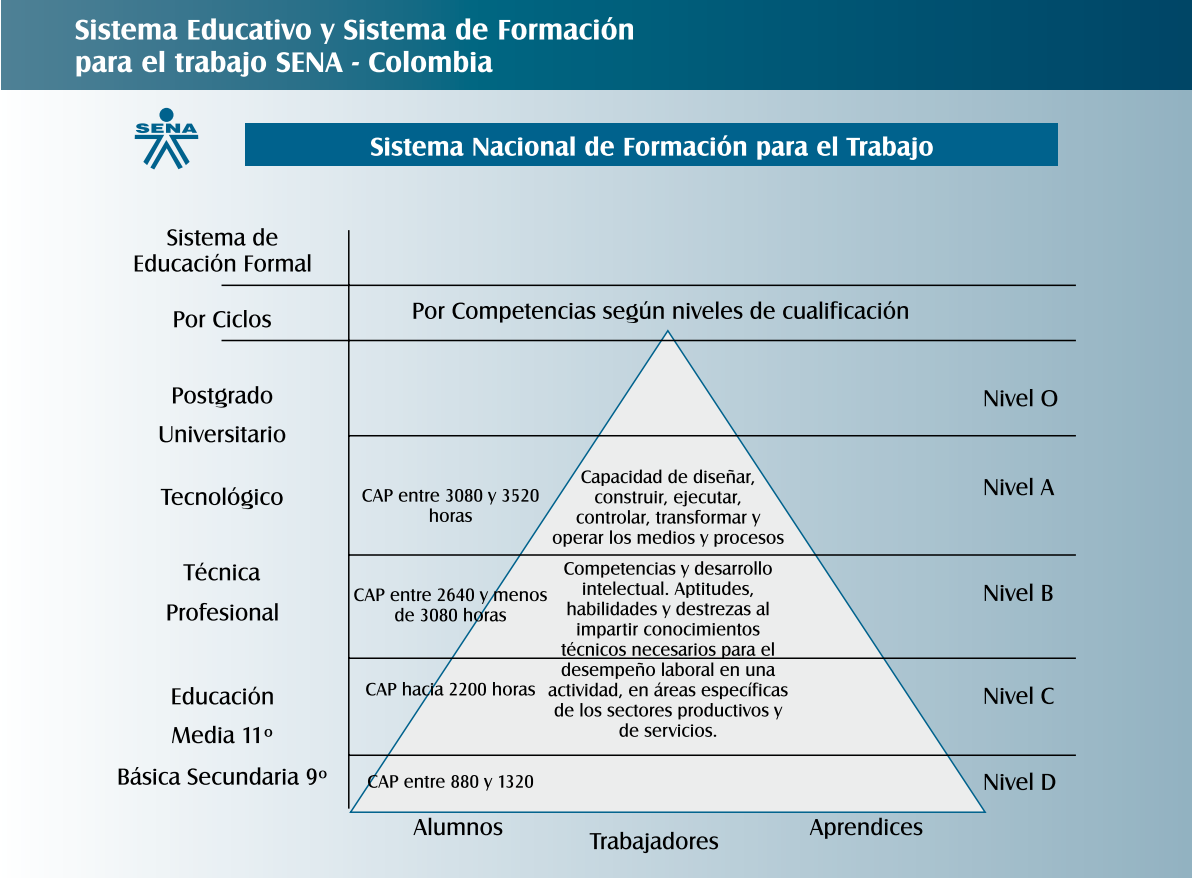 Sistema Educativo y Sistema de Formación
para el trabajo SENA - Colombia
SENA
Sistema Nacional de Formación para el Trabajo
Sistema de
Educación Formal
Por Ciclos
Por Competencias según niveles de cualificación
Postgrado
Universitario
Nivel O
Tecnológico
CAP entre 3080 y 3520
horas
Capacidad de diseñar,
construir, ejecutar,
controlar, transformar y
operar los medios y procesos
Nivel A
Técnica
Profesional
CAP entre 2640 y menos
de 3080 horas
Competencias y desarrollo
intelectual. Aptitudes,
habilidades y destrezas al
impartir conocimientos
técnicos necesarios para el
desempeño laboral en una
actividad, en áreas específicas
de los sectores productivos y
de servicios.
Nivel B
Educación
Media 11º
CAP hacia 2200 horas
Nivel C
Básica Secundaria 9º
CAP entre 880 y 1320
Nivel D
Alumnos
Trabajadores
Aprendices